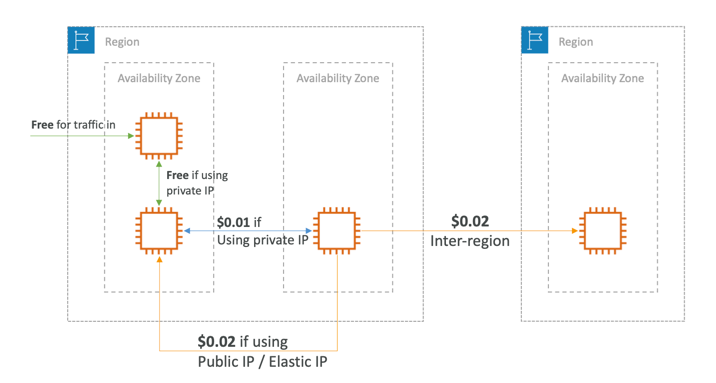 Region
Region
Availability Zone
Availability Zone
Availability Zone
Free for traffic in
Free if using
private IP
$0.01 if
Using private IP
$0.02
Inter-region
$0.02 if using
Public IP / Elastic IP